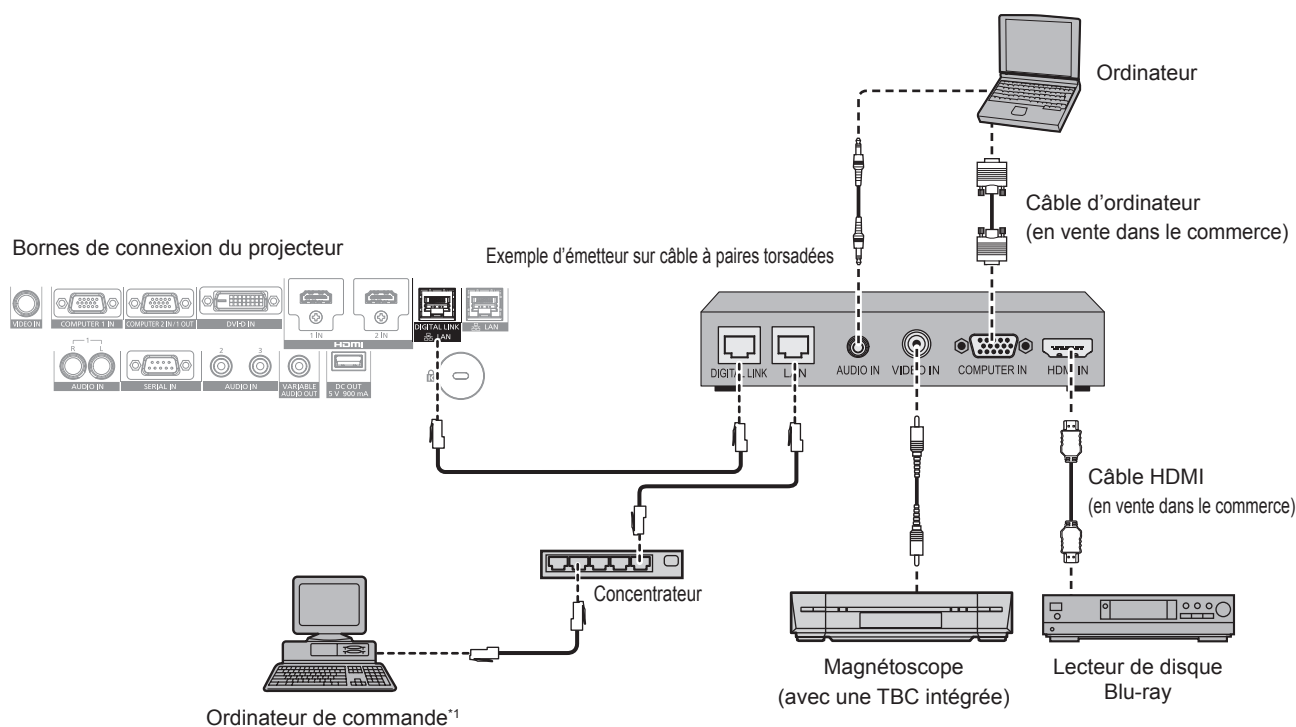 Ordinateur
Câble d'ordinateur
(en vente dans le commerce)
Bornes de connexion du projecteur
Exemple d'émetteur sur câble à paires torsadées
VIDEO IN
COMPUTER 1 IN
COMPUTER 2 IN/1 OUT
DVI-D IN
1 IN
2 IN
HDMI
DIGITAL LINK
LAN
LAN
1
R
L
AUDIO IN
SERIAL IN
2
3
AUDIO IN
VARIABLE
AUDIO OUT
DC OUT
5 V 900 mA
DIGITAL LINK
LAN
AUDIO IN
VIDEO IN
COMPUTER IN
HDMI IN
Câble HDMI
(en vente dans le commerce)
Concentrateur
Magnétoscope
(avec une TBC intégrée)
Lecteur de disque
Blu-ray
Ordinateur de commande*1